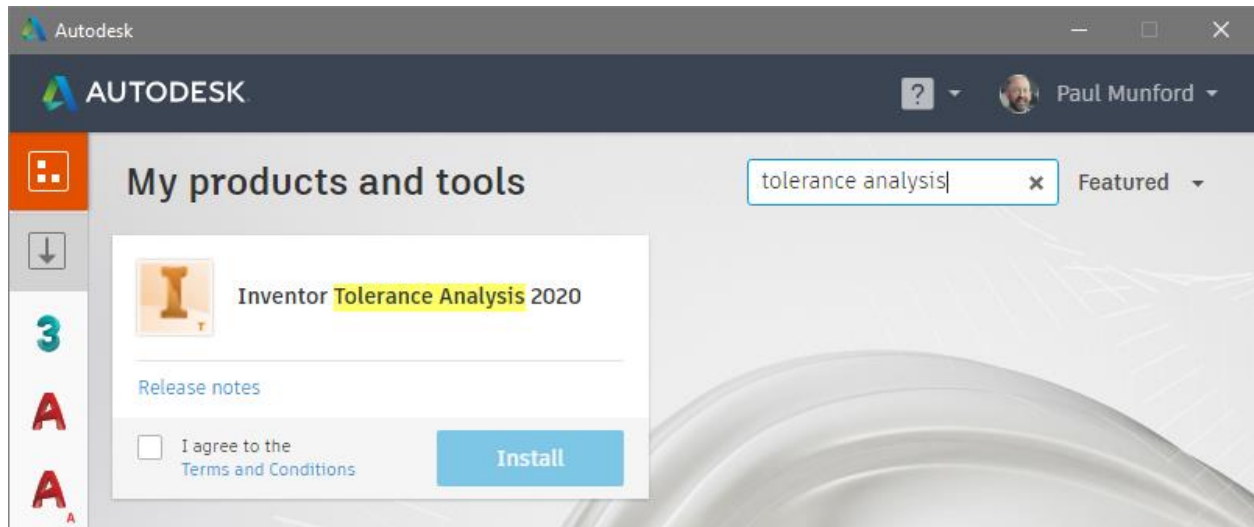 Autodesk
AUTODESK
? Paul Munford
My products and tools
tolerance analysis × Featured
I T
Inventor Tolerance Analysis 2020
Release notes
I agree to the
Terms and Conditions
Install
3
A
A A